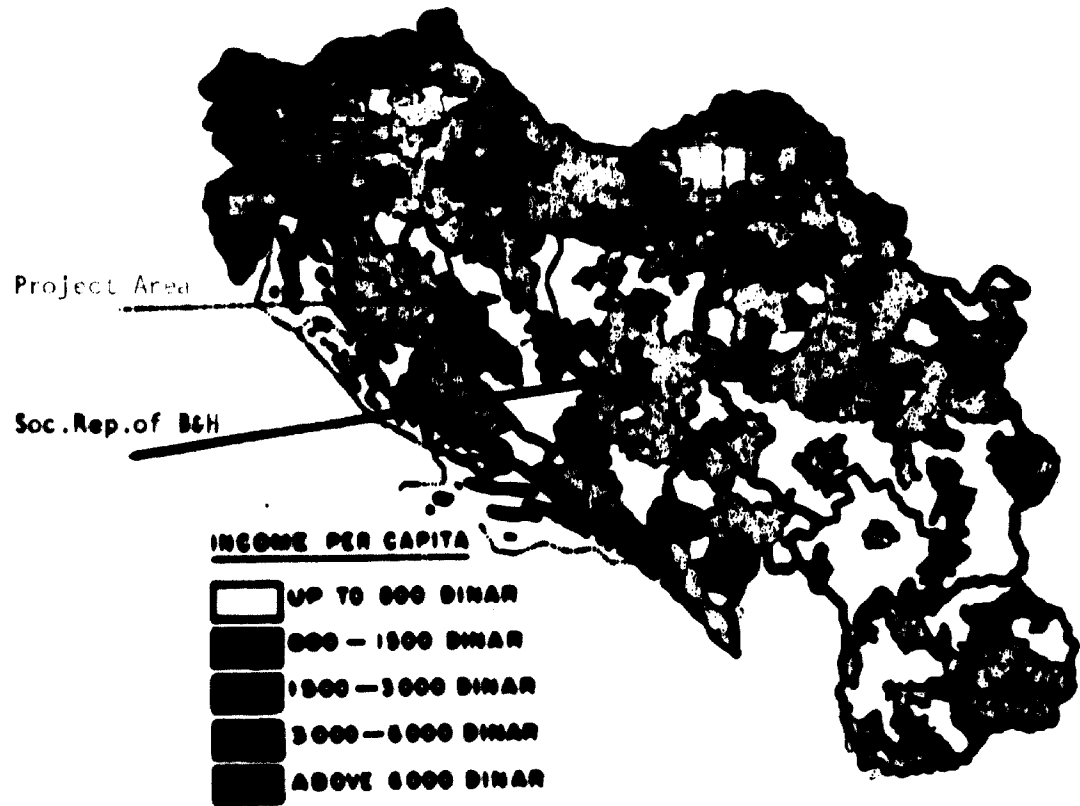 Project Area
Soc.Rep.of B&H
INCOME PER CAPITA
UP TO 800 DINAR
800 — 1500 DINAR
1500 — 3000 DINAR
3000 — 6000 DINAR
ABOVE 6000 DINAR